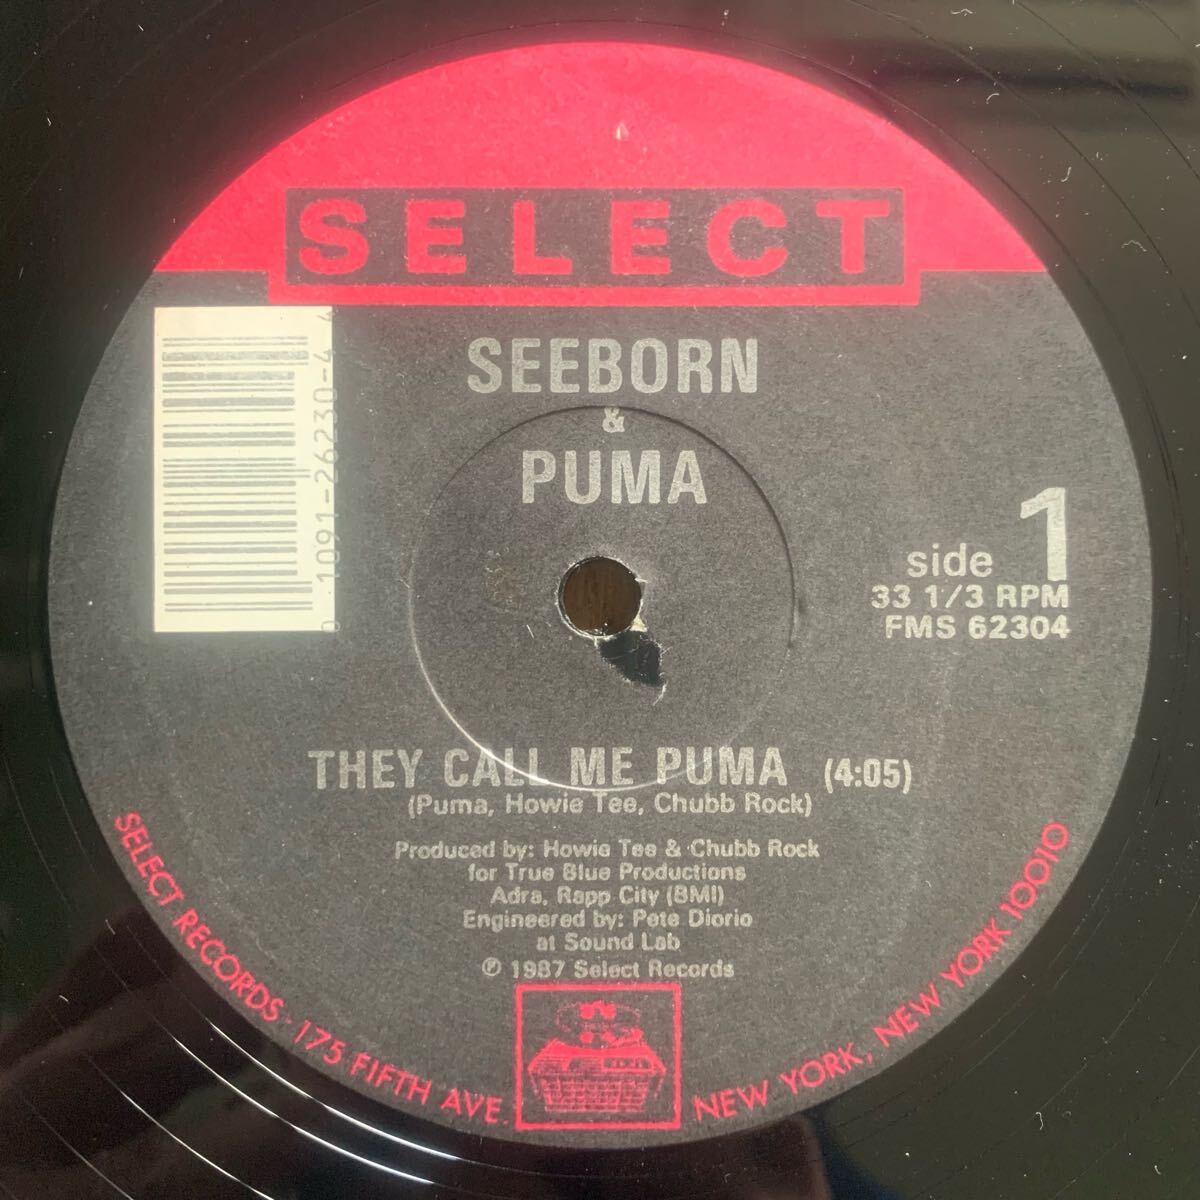 SELECT
SEEBORN
&
PUMA
side 1
33 1/3 RPM
FMS 62304
0 1091-26230-4 4
THEY CALL ME PUMA (4:05)
(Puma, Howie Tee, Chubb Rock)
Produced by: Howie Tee & Chubb Rock
for True Blue Productions
Adra, Rapp City (BMI)
Engineered by: Pete Diorio
at Sound Lab
℗ 1987 Select Records
SELECT RECORDS · 175 FIFTH AVE. NEW YORK, NEW YORK 10010